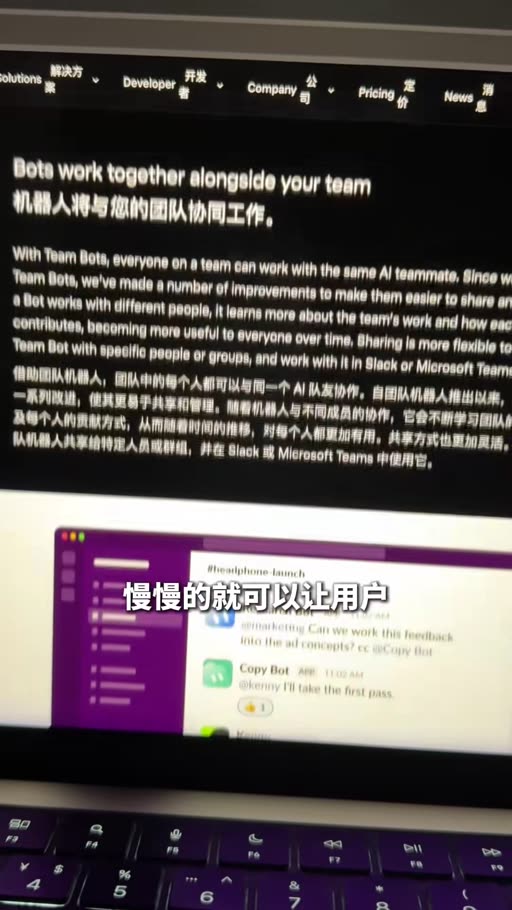 Solutions 解决方案
Developer 开发者
Company 公司
Pricing 定价
News 消息
Bots work together alongside your team
机器人将与您的团队协同工作。
With Team Bots, everyone on a team can work with the same AI teammate. Since w
Team Bots, we've made a number of improvements to make them easier to share an
a Bot works with different people, it learns more about the team's work and how eac
contributes, becoming more useful to everyone over time. Sharing is more flexible to
Team Bot with specific people or groups, and work with it in Slack or Microsoft Teams
借助团队机器人，团队中的每个人都可以与同一个 AI 队友协作。自团队机器人推出以来，
一系列改进，使其更易于共享和管理。随着机器人与不同成员的协作，它会不断学习团队的
及每个人的贡献方式，从而随着时间的推移，对每个人都更加有用。共享方式也更加灵活。
队机器人共享给特定人员或群组，并在 Slack 或 Microsoft Teams 中使用它。
#headphone-launch
慢慢的就可以让用户
@marketing Can we work this feedback
into the ad concepts? cc @Copy Bot
Copy Bot APP 11:02 AM
@kenny I'll take the first pass.
👍 1
F3 F4 F5 F6 F7 F8 F9
¥ $ % … ^ & *
4 5 6 7 8